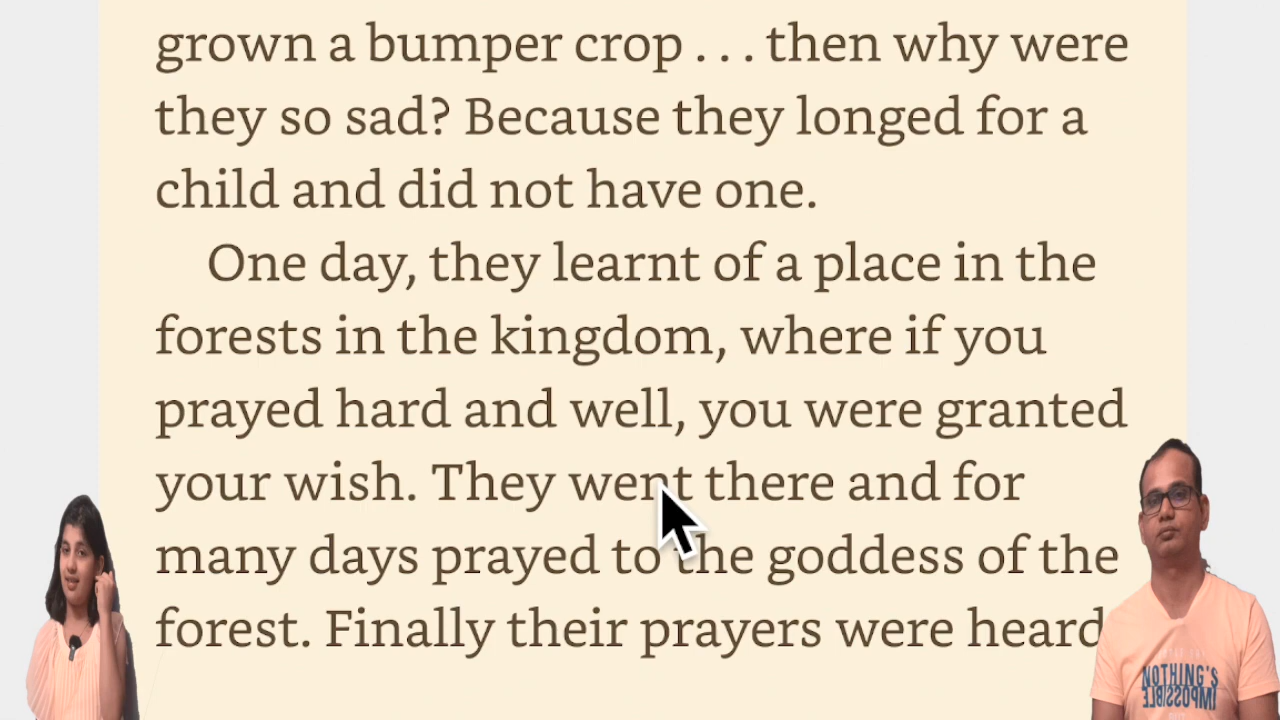 grown a bumper crop . . . then why were
they so sad? Because they longed for a
child and did not have one.
One day, they learnt of a place in the
forests in the kingdom, where if you
prayed hard and well, you were granted
your wish. They went there and for
many days prayed to the goddess of the
forest. Finally their prayers were heard
NOTHING'S
IMPOSSIBLE